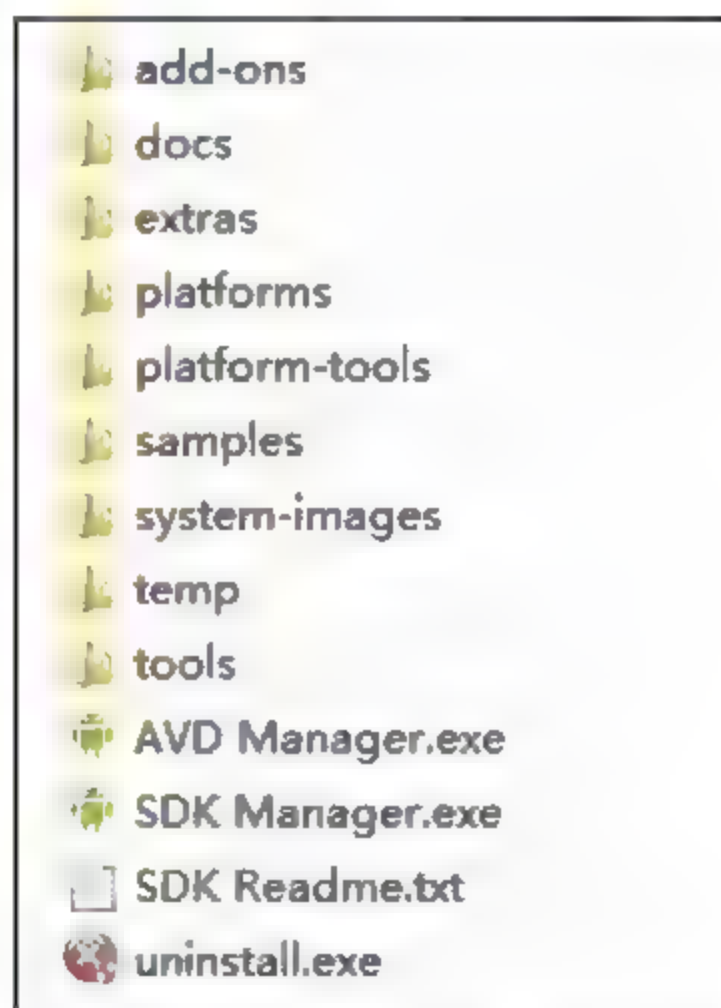 add-ons
docs
extras
platforms
platform-tools
samples
system-images
temp
tools
AVD Manager.exe
SDK Manager.exe
SDK Readme.txt
uninstall.exe